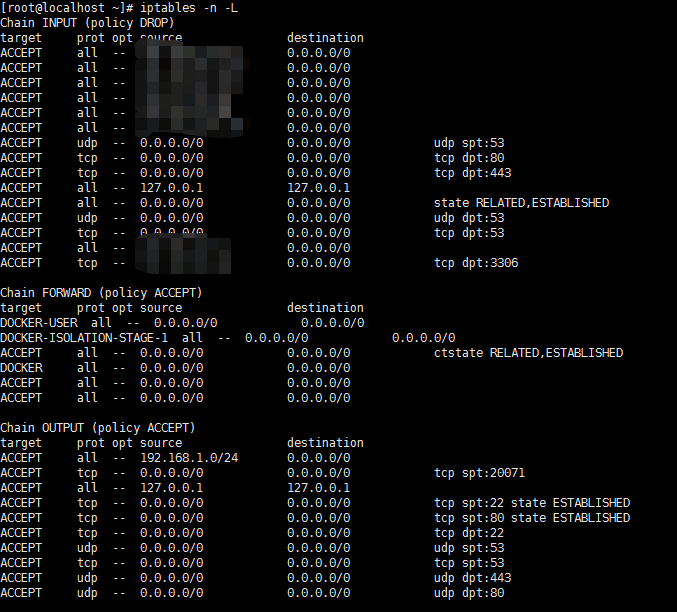 [root@localhost ~]# iptables -n -L
Chain INPUT (policy DROP)
target     prot opt source               destination
ACCEPT     all  --                       0.0.0.0/0
ACCEPT     all  --                       0.0.0.0/0
ACCEPT     all  --                       0.0.0.0/0
ACCEPT     all  --                       0.0.0.0/0
ACCEPT     all  --                       0.0.0.0/0
ACCEPT     all  --                       0.0.0.0/0
ACCEPT     udp  --  0.0.0.0/0            0.0.0.0/0            udp spt:53
ACCEPT     tcp  --  0.0.0.0/0            0.0.0.0/0            tcp dpt:80
ACCEPT     tcp  --  0.0.0.0/0            0.0.0.0/0            tcp dpt:443
ACCEPT     all  --  127.0.0.1            127.0.0.1
ACCEPT     all  --  0.0.0.0/0            0.0.0.0/0            state RELATED,ESTABLISHED
ACCEPT     udp  --  0.0.0.0/0            0.0.0.0/0            udp dpt:53
ACCEPT     tcp  --  0.0.0.0/0            0.0.0.0/0            tcp dpt:53
ACCEPT     all  --                       0.0.0.0/0
ACCEPT     tcp  --                       0.0.0.0/0            tcp dpt:3306
Chain FORWARD (policy ACCEPT)
target     prot opt source               destination
DOCKER-USER  all  --  0.0.0.0/0            0.0.0.0/0
DOCKER-ISOLATION-STAGE-1  all  --  0.0.0.0/0            0.0.0.0/0
ACCEPT     all  --  0.0.0.0/0            0.0.0.0/0            ctstate RELATED,ESTABLISHED
DOCKER     all  --  0.0.0.0/0            0.0.0.0/0
ACCEPT     all  --  0.0.0.0/0            0.0.0.0/0
ACCEPT     all  --  0.0.0.0/0            0.0.0.0/0
Chain OUTPUT (policy ACCEPT)
target     prot opt source               destination
ACCEPT     all  --  192.168.1.0/24       0.0.0.0/0
ACCEPT     tcp  --  0.0.0.0/0            0.0.0.0/0            tcp spt:20071
ACCEPT     all  --  127.0.0.1            127.0.0.1
ACCEPT     tcp  --  0.0.0.0/0            0.0.0.0/0            tcp spt:22 state ESTABLISHED
ACCEPT     tcp  --  0.0.0.0/0            0.0.0.0/0            tcp spt:80 state ESTABLISHED
ACCEPT     tcp  --  0.0.0.0/0            0.0.0.0/0            tcp dpt:22
ACCEPT     udp  --  0.0.0.0/0            0.0.0.0/0            udp spt:53
ACCEPT     tcp  --  0.0.0.0/0            0.0.0.0/0            tcp spt:53
ACCEPT     udp  --  0.0.0.0/0            0.0.0.0/0            udp dpt:443
ACCEPT     udp  --  0.0.0.0/0            0.0.0.0/0            udp dpt:80